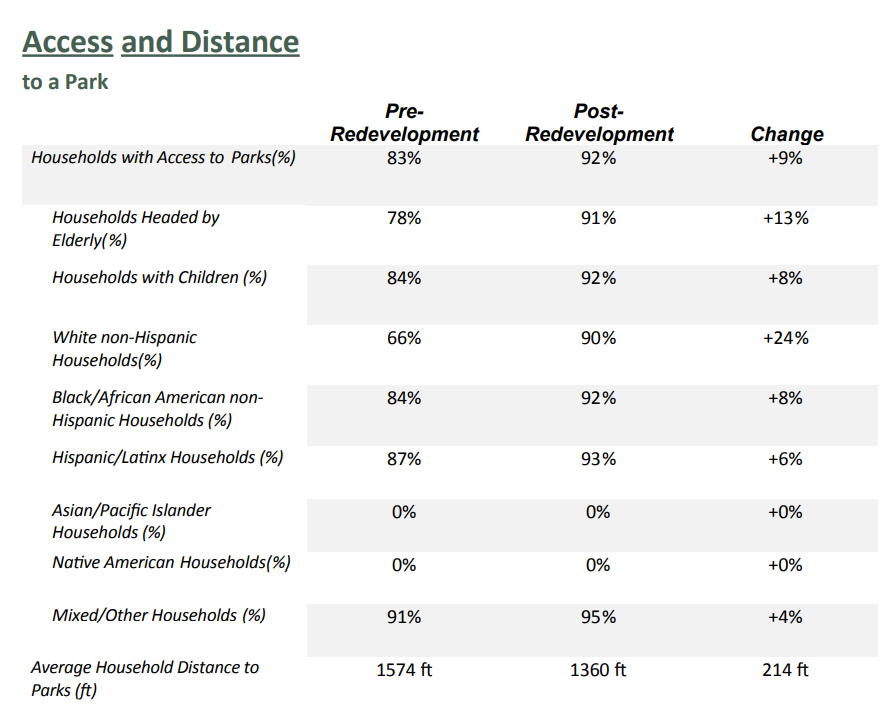 Access and Distance
to a Park
Pre-
Redevelopment
Post-
Redevelopment
Change
Households with Access to Parks(%) 83% 92% +9%
Households Headed by
Elderly(%) 78% 91% +13%
Households with Children (%) 84% 92% +8%
White non-Hispanic
Households(%) 66% 90% +24%
Black/African American non-
Hispanic Households (%) 84% 92% +8%
Hispanic/Latinx Households (%) 87% 93% +6%
Asian/Pacific Islander
Households (%) 0% 0% +0%
Native American Households(%) 0% 0% +0%
Mixed/Other Households (%) 91% 95% +4%
Average Household Distance to
Parks (ft) 1574 ft 1360 ft 214 ft